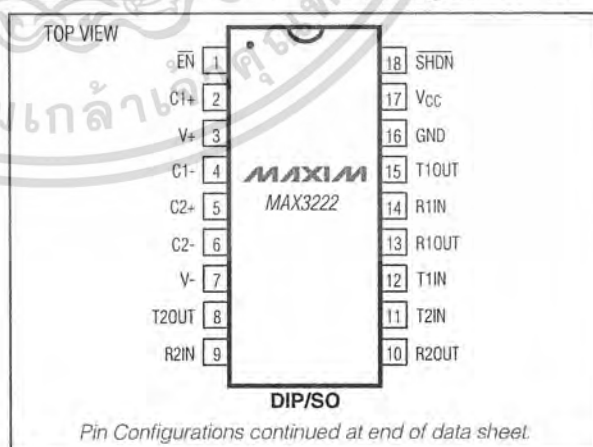 TOP VIEW
EN 1
C1+ 2
V+ 3
C1- 4
C2+ 5
C2- 6
V- 7
T2OUT 8
R2IN 9
18 SHDN
17 VCC
16 GND
15 T1OUT
14 R1IN
13 R1OUT
12 T1IN
11 T2IN
10 R2OUT
MAXIM
MAX3222
DIP/SO
Pin Configurations continued at end of data sheet.